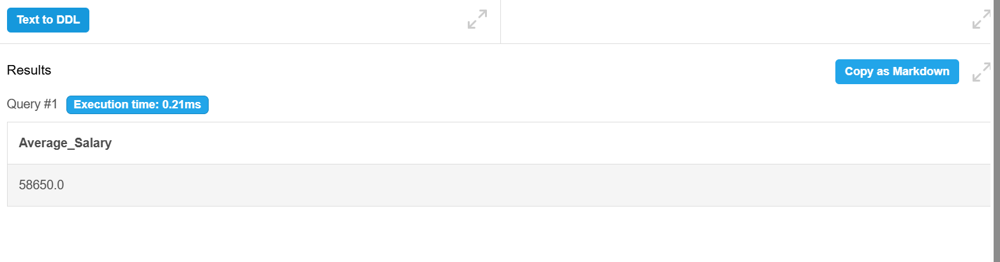 Text to DDL
Results
Copy as Markdown
Query #1 Execution time: 0.21ms
Average_Salary
58650.0